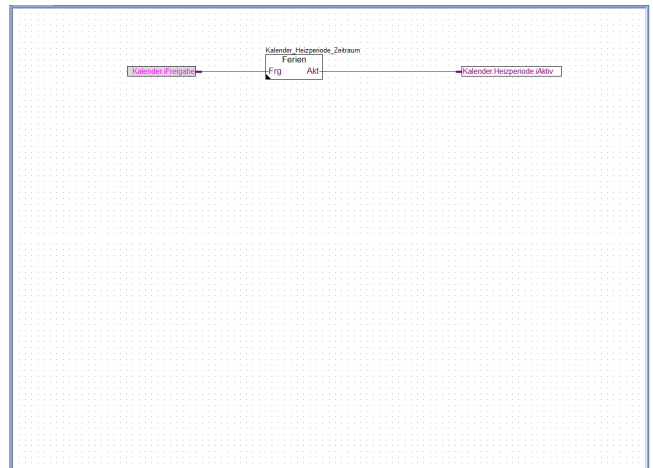 Kalender_Heizperiode_Zeitraum
Ferien
Kalender.iFreigabe Frg Akt Kalender.Heizperiode.iAktiv